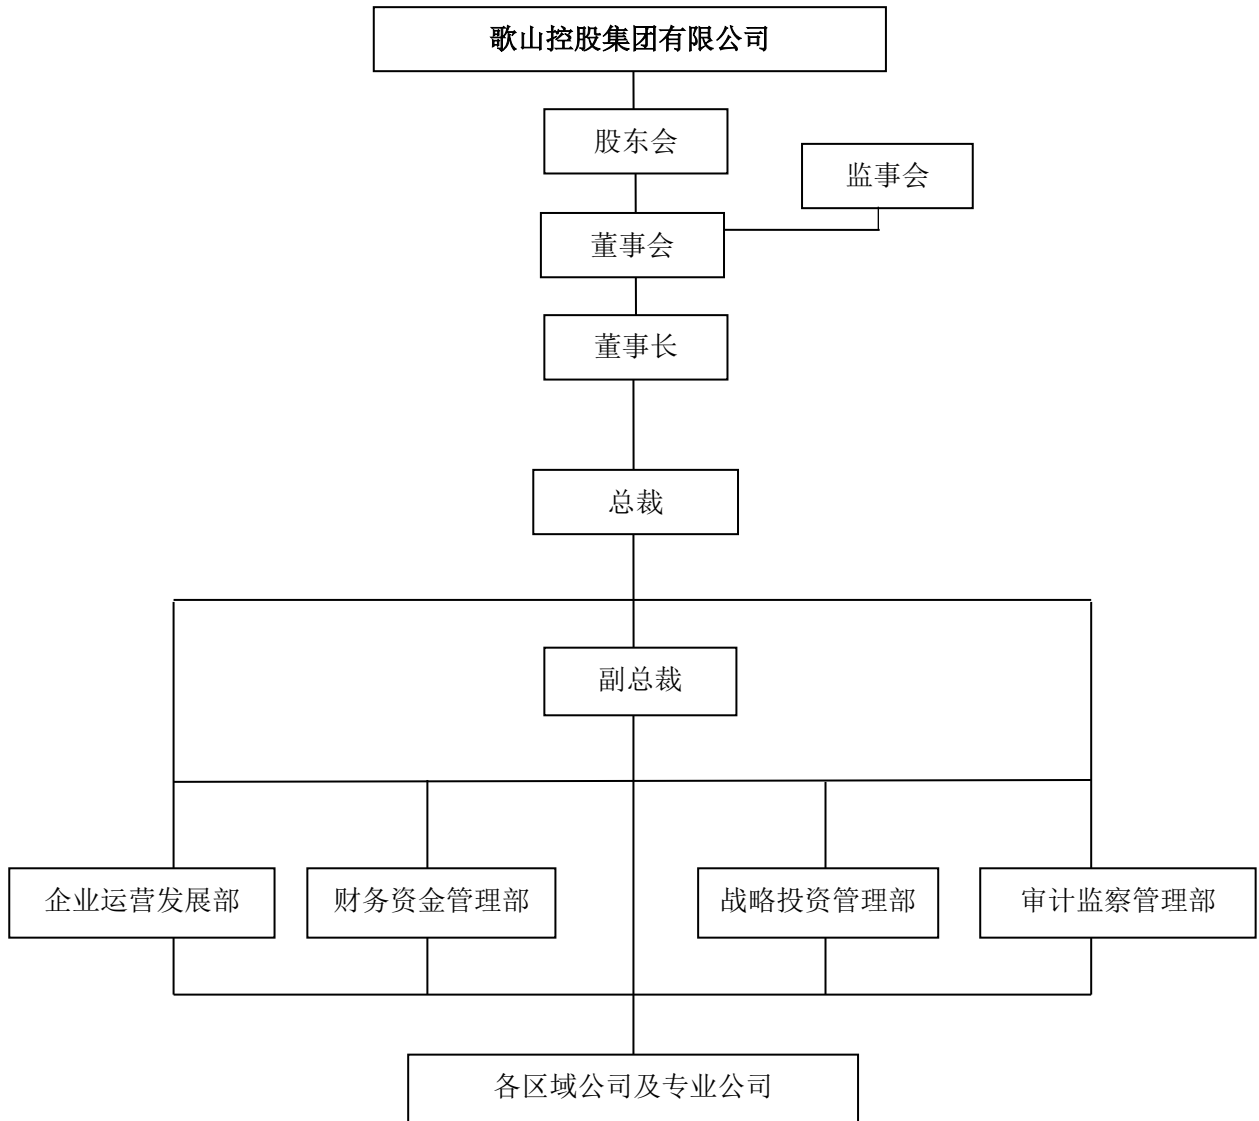 歌山控股集团有限公司
股东会
监事会
董事会
董事长
总裁
副总裁
企业运营发展部
财务资金管理部
战略投资管理部
审计监察管理部
各区域公司及专业公司